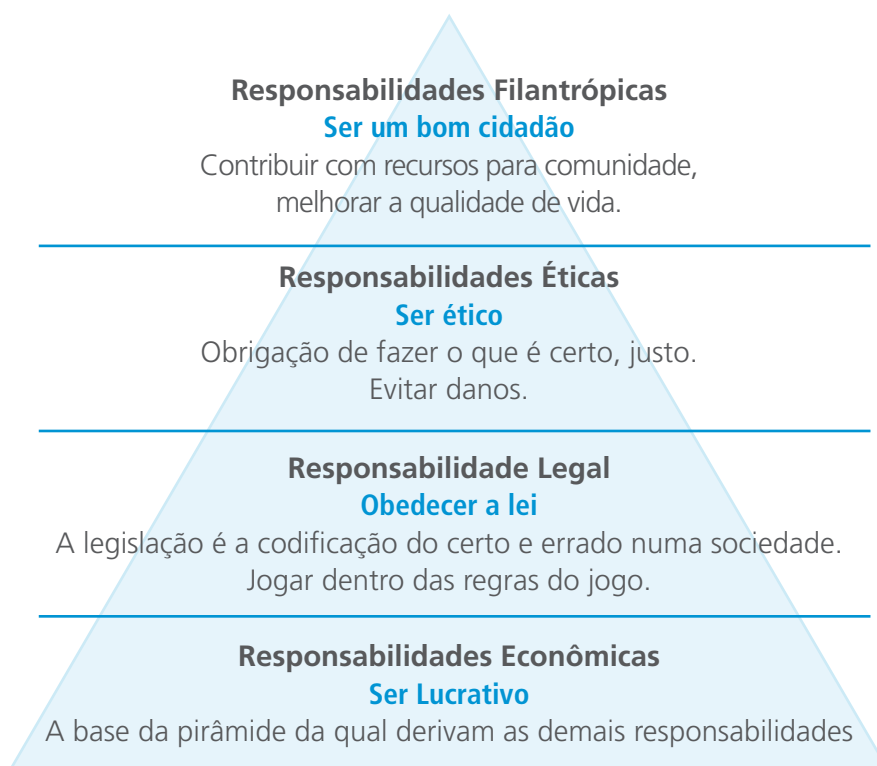 Responsabilidades Filantrópicas
Ser um bom cidadão
Contribuir com recursos para comunidade,
melhorar a qualidade de vida.
Responsabilidades Éticas
Ser ético
Obrigação de fazer o que é certo, justo.
Evitar danos.
Responsabilidade Legal
Obedecer a lei
A legislação é a codificação do certo e errado numa sociedade.
Jogar dentro das regras do jogo.
Responsabilidades Econômicas
Ser Lucrativo
A base da pirâmide da qual derivam as demais responsabilidades